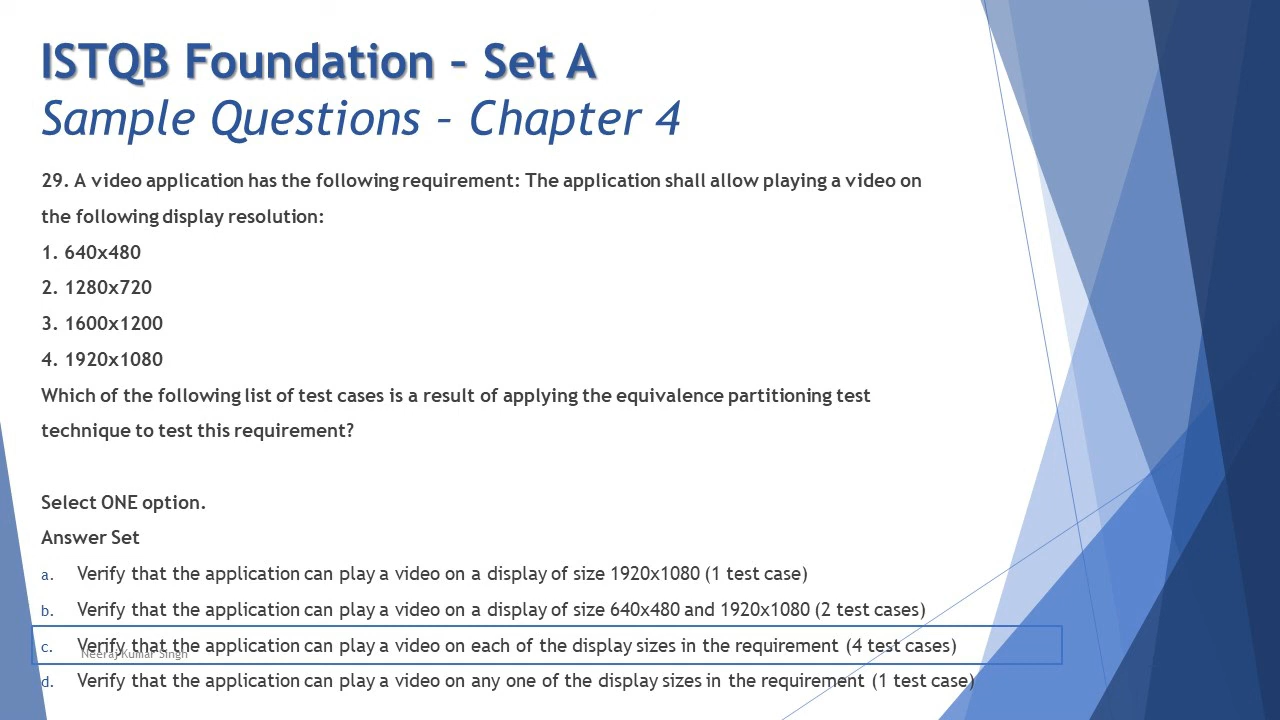 ISTQB Foundation – Set A
Sample Questions – Chapter 4
29. A video application has the following requirement: The application shall allow playing a video on
the following display resolution:
1. 640x480
2. 1280x720
3. 1600x1200
4. 1920x1080
Which of the following list of test cases is a result of applying the equivalence partitioning test
technique to test this requirement?
Select ONE option.
Answer Set
a. Verify that the application can play a video on a display of size 1920x1080 (1 test case)
b. Verify that the application can play a video on a display of size 640x480 and 1920x1080 (2 test cases)
c. Verify that the application can play a video on each of the display sizes in the requirement (4 test cases)
Neeraj Kumar Singh
d. Verify that the application can play a video on any one of the display sizes in the requirement (1 test case)